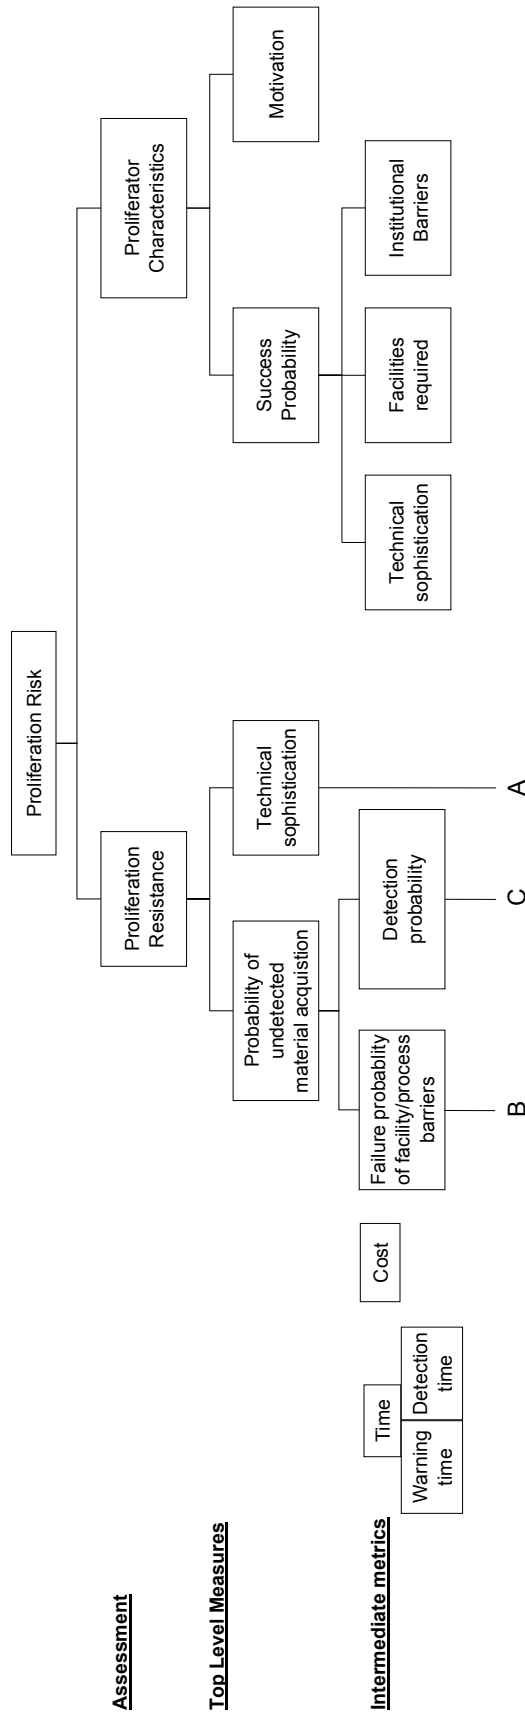 Proliferation Risk
Assessment
Proliferation
Resistance
Proliferator
Characteristics
Top Level Measures
Probability of
undetected
material acquistion
Technical
sophistication
Success
Probability
Motivation
Intermediate metrics
Time
Warning
time
Detection
time
Cost
Failure probablity
of facility/process
barriers
Detection
probability
Technical
sophistication
Facilities
required
Institutional
Barriers
B
C
A